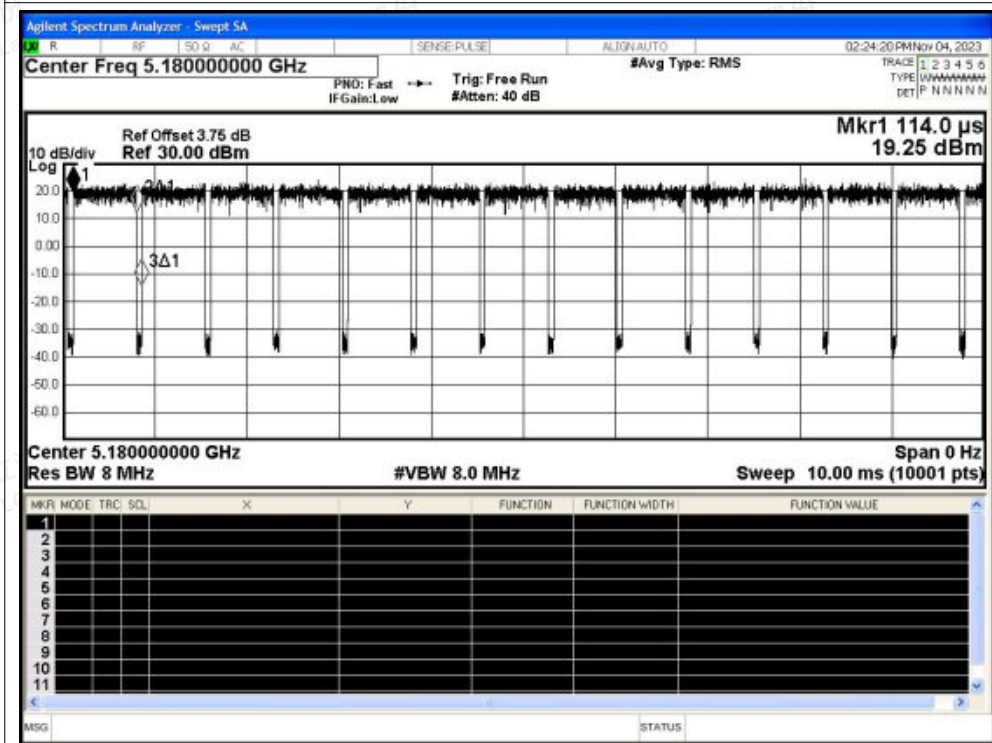 Agilent Spectrum Analyzer - Swept SA
R RF 50 Ω AC SENSE:PULSE ALIGN AUTO 02:24:20 PM Nov 04, 2023
Center Freq 5.180000000 GHz #Avg Type: RMS TRACE 1 2 3 4 5 6
PNO: Fast Trig: Free Run TYPE
IFGain:Low #Atten: 40 dB DET P N N N N N
Mkr1 114.0 µs
Ref Offset 3.75 dB
10 dB/div Ref 30.00 dBm 19.25 dBm
Log
1
20.0 2Δ1
10.0
0.00
3Δ1
-10.0
-20.0
-30.0
-40.0
-50.0
-60.0
Center 5.180000000 GHz Span 0 Hz
Res BW 8 MHz #VBW 8.0 MHz Sweep 10.00 ms (10001 pts)
MKR MODE TRC SCL X Y FUNCTION FUNCTION WIDTH FUNCTION VALUE
1
2
3
4
5
6
7
8
9
10
11
MSG STATUS